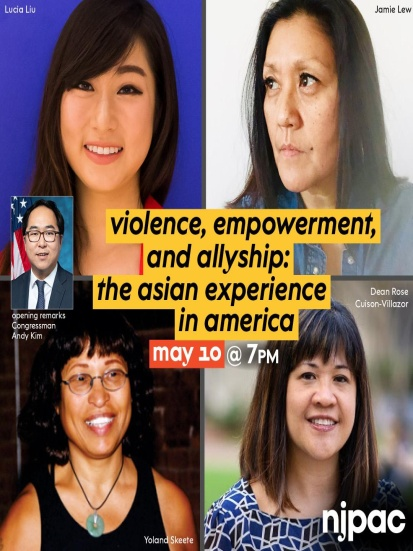 Lucia Liu
Jamie Lew
violence, empowerment,
and allyship:
the asian experience
in america
may 10 @ 7PM
opening remarks
Congressman
Andy Kim
Dean Rose
Cuison-Villazor
Yoland Skeete
njpac